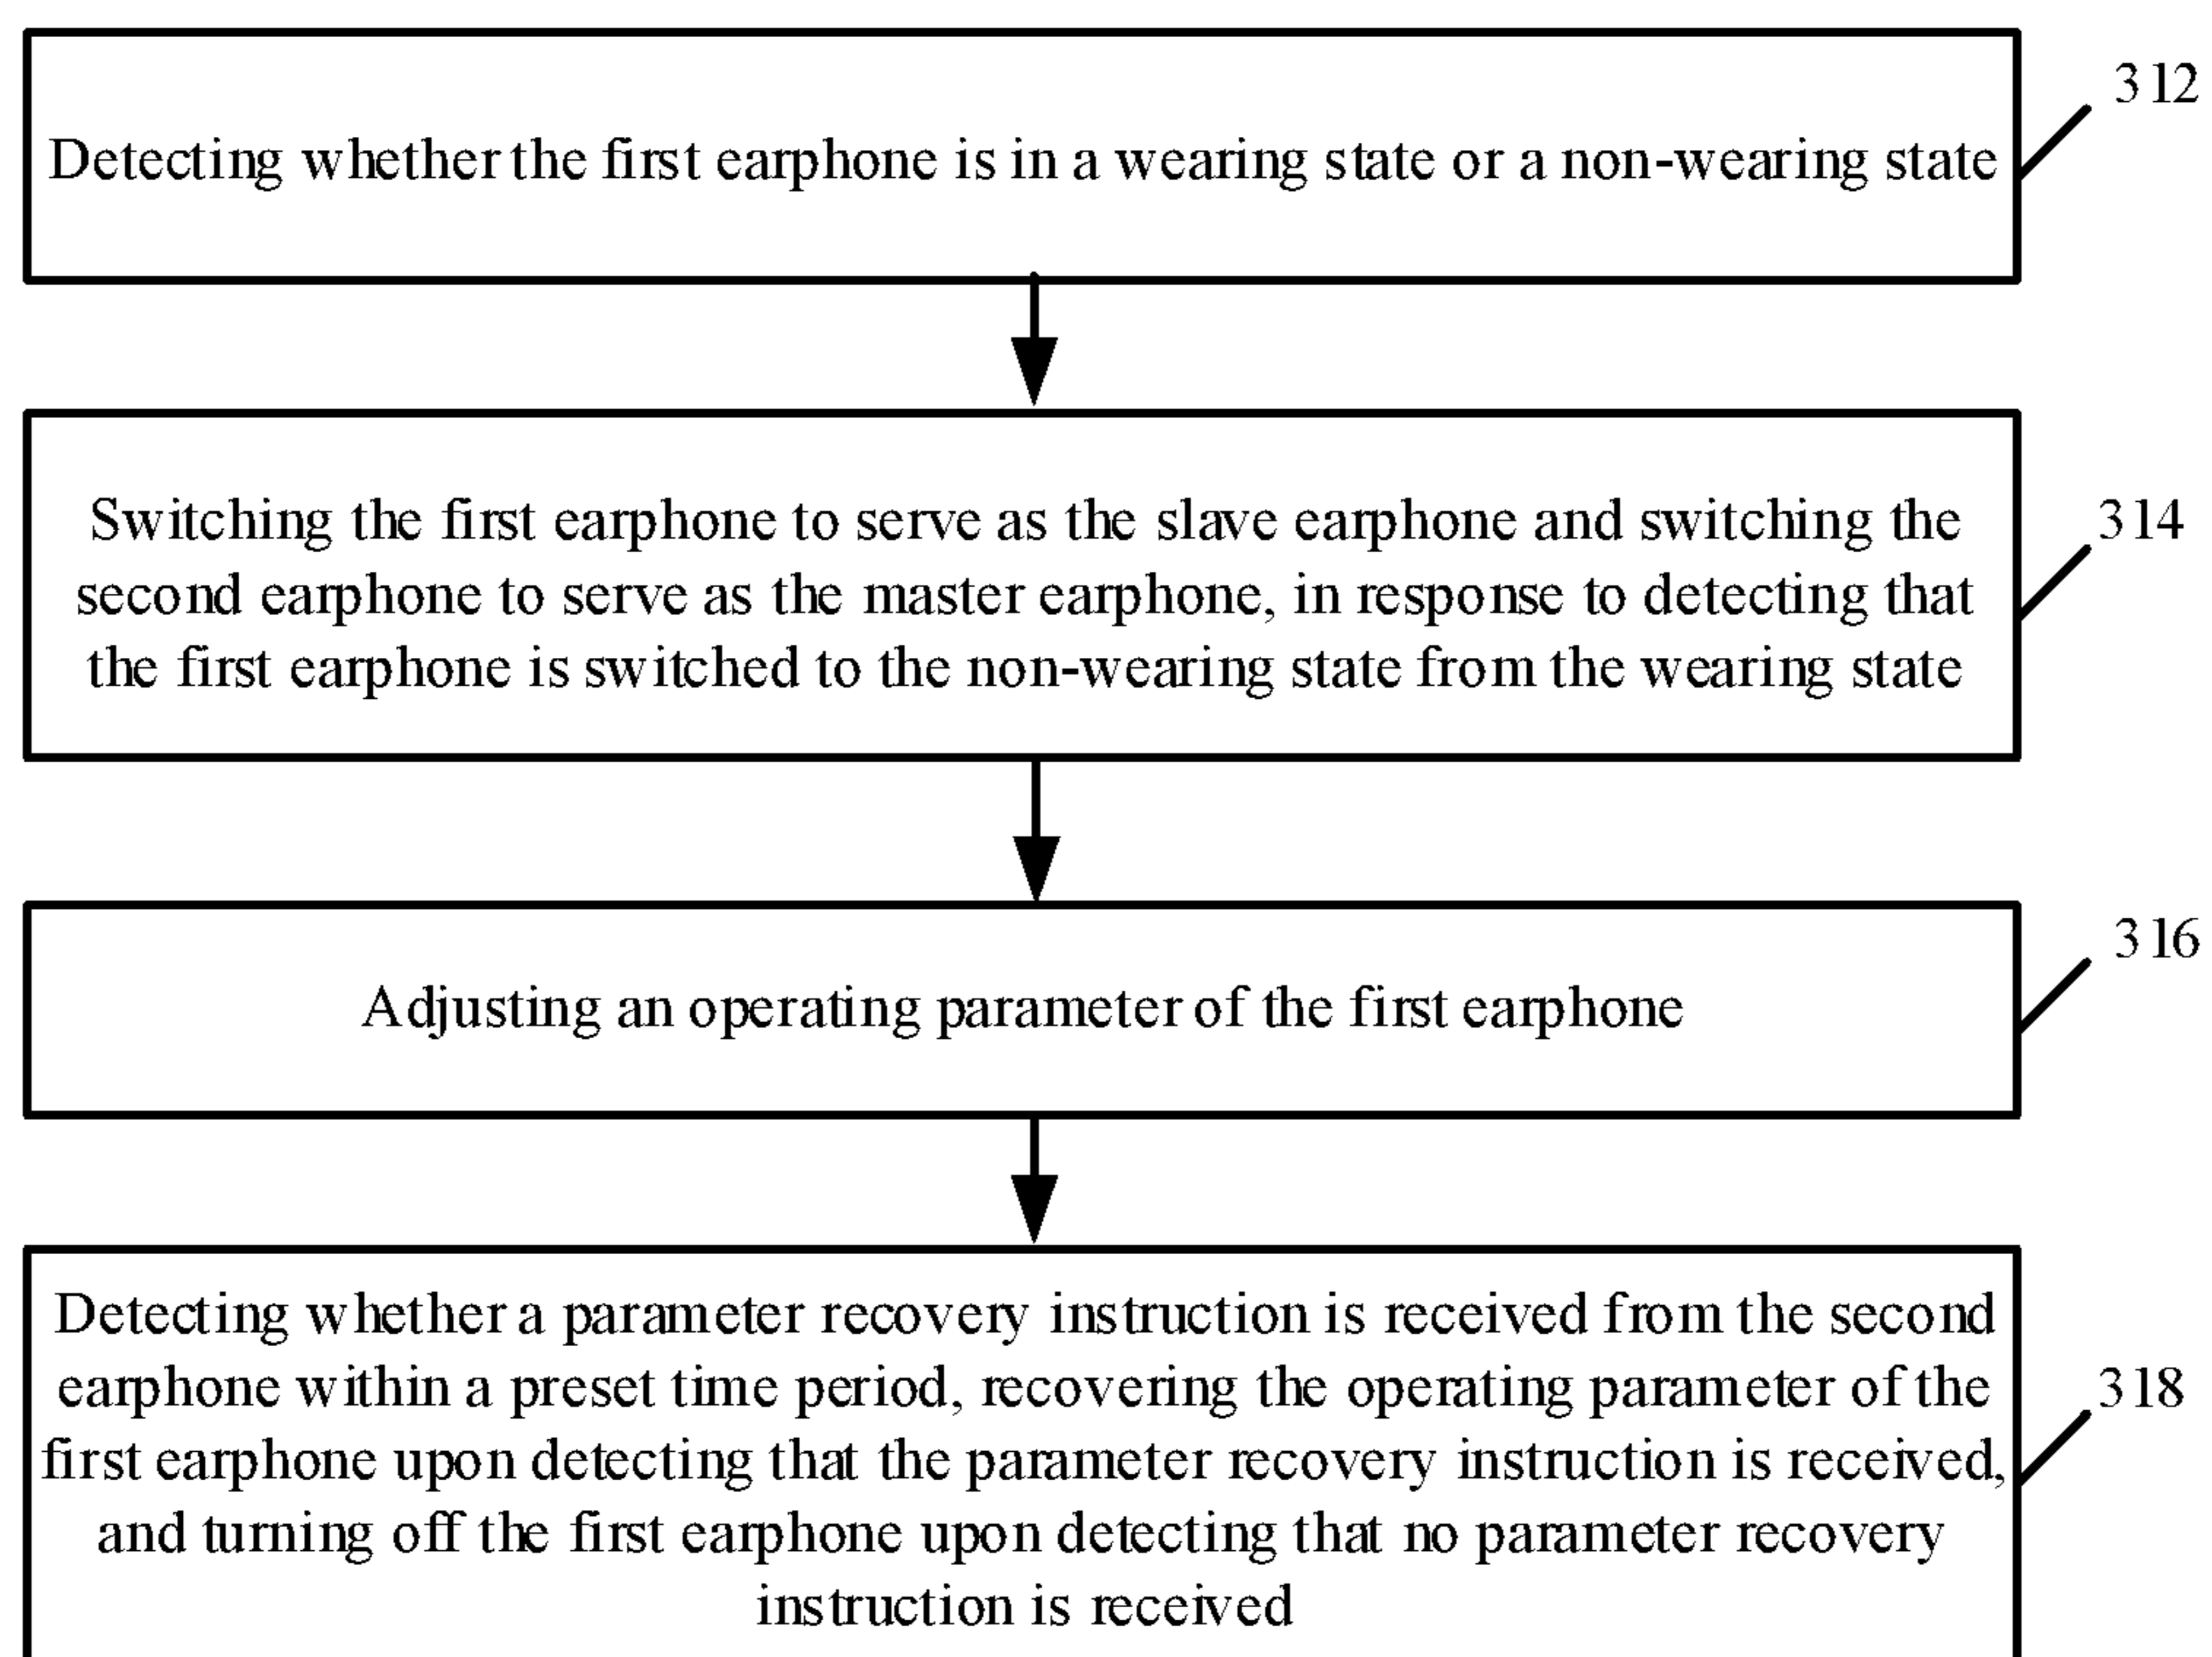 312
Detecting whether the first earphone is in a wearing state or a non-wearing state
314
Switching the first earphone to serve as the slave earphone and switching the
second earphone to serve as the master earphone, in response to detecting that
the first earphone is switched to the non-wearing state from the wearing state
316
Adjusting an operating parameter of the first earphone
318
Detecting whether a parameter recovery instruction is received from the second
earphone within a preset time period, recovering the operating parameter of the
first earphone upon detecting that the parameter recovery instruction is received,
and turning off the first earphone upon detecting that no parameter recovery
instruction is received